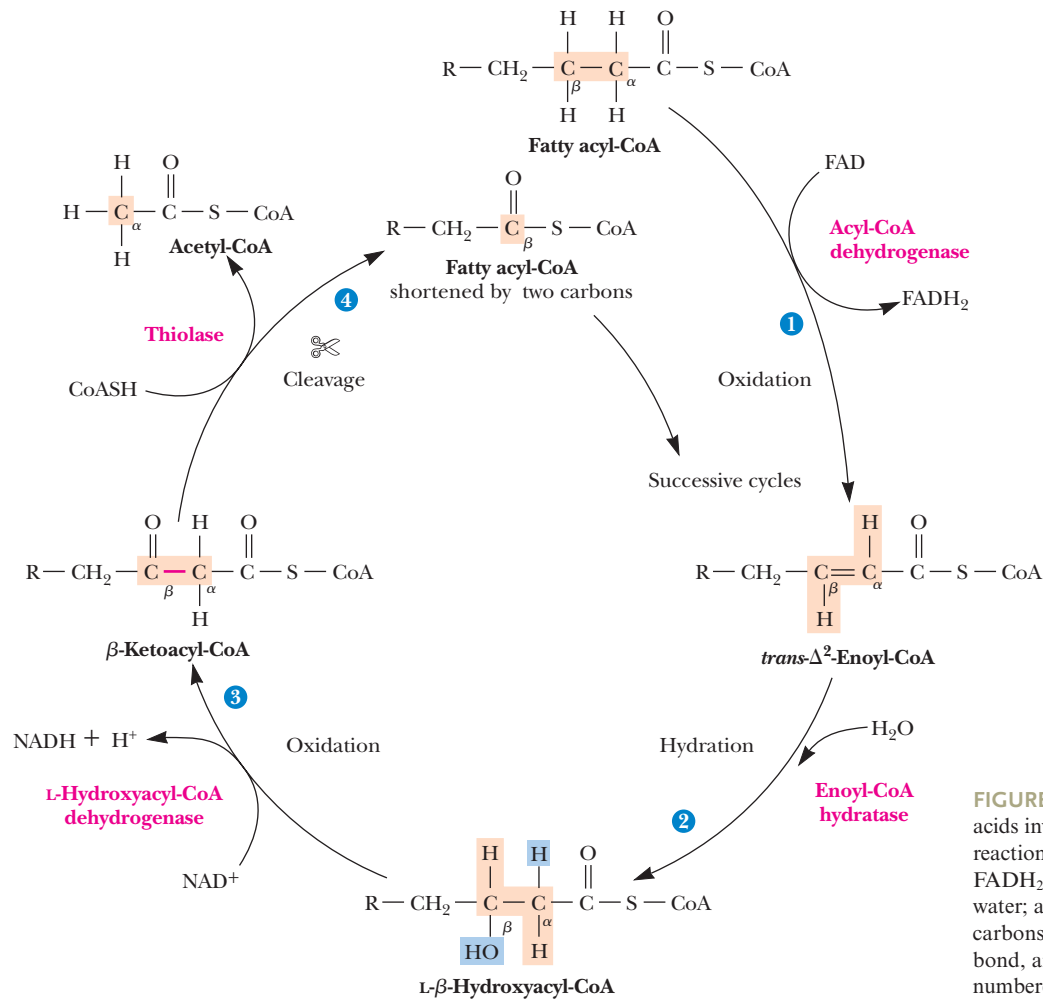 H H O
R — CH₂ — C — C — C — S — CoA
β α
H H
Fatty acyl-CoA
FAD
Acyl-CoA
dehydrogenase
FADH₂
1
Oxidation
H O
H — C — C — S — CoA
α
H
Acetyl-CoA
O
R — CH₂ — C — S — CoA
β
Fatty acyl-CoA
shortened by two carbons
4
Thiolase
Cleavage
CoASH
Successive cycles
O H O
R — CH₂ — C — C — C — S — CoA
β α
H
β-Ketoacyl-CoA
H O
R — CH₂ — C = C — C — S — CoA
β α
H
trans-Δ²-Enoyl-CoA
3
NADH + H⁺
Oxidation
L-Hydroxyacyl-CoA
dehydrogenase
NAD⁺
Hydration
H₂O
Enoyl-CoA
hydratase
2
H H O
R — CH₂ — C — C — C — S — CoA
β α
HO H
L-β-Hydroxyacyl-CoA
FIGURE
acids in
reaction
FADH₂
water; a
carbons
bond, a
number